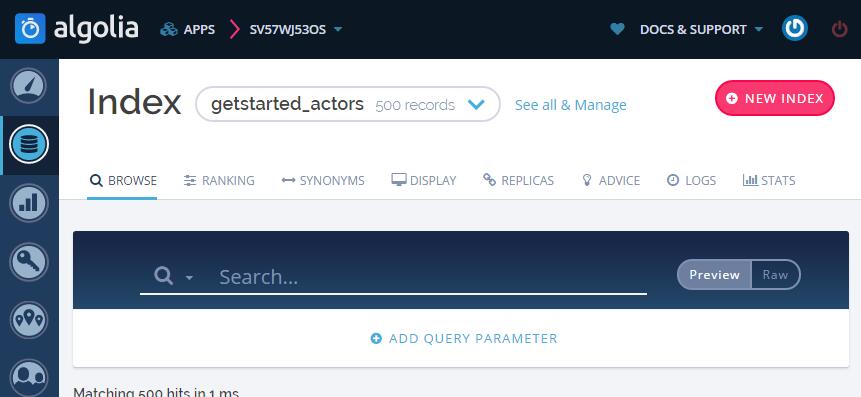 algolia APPS SV57WJ53OS DOCS & SUPPORT
Index getstarted_actors 500 records See all & Manage NEW INDEX
BROWSE RANKING SYNONYMS DISPLAY REPLICAS ADVICE LOGS STATS
Search... Preview Raw
ADD QUERY PARAMETER
Matching 500 hits in 1 ms